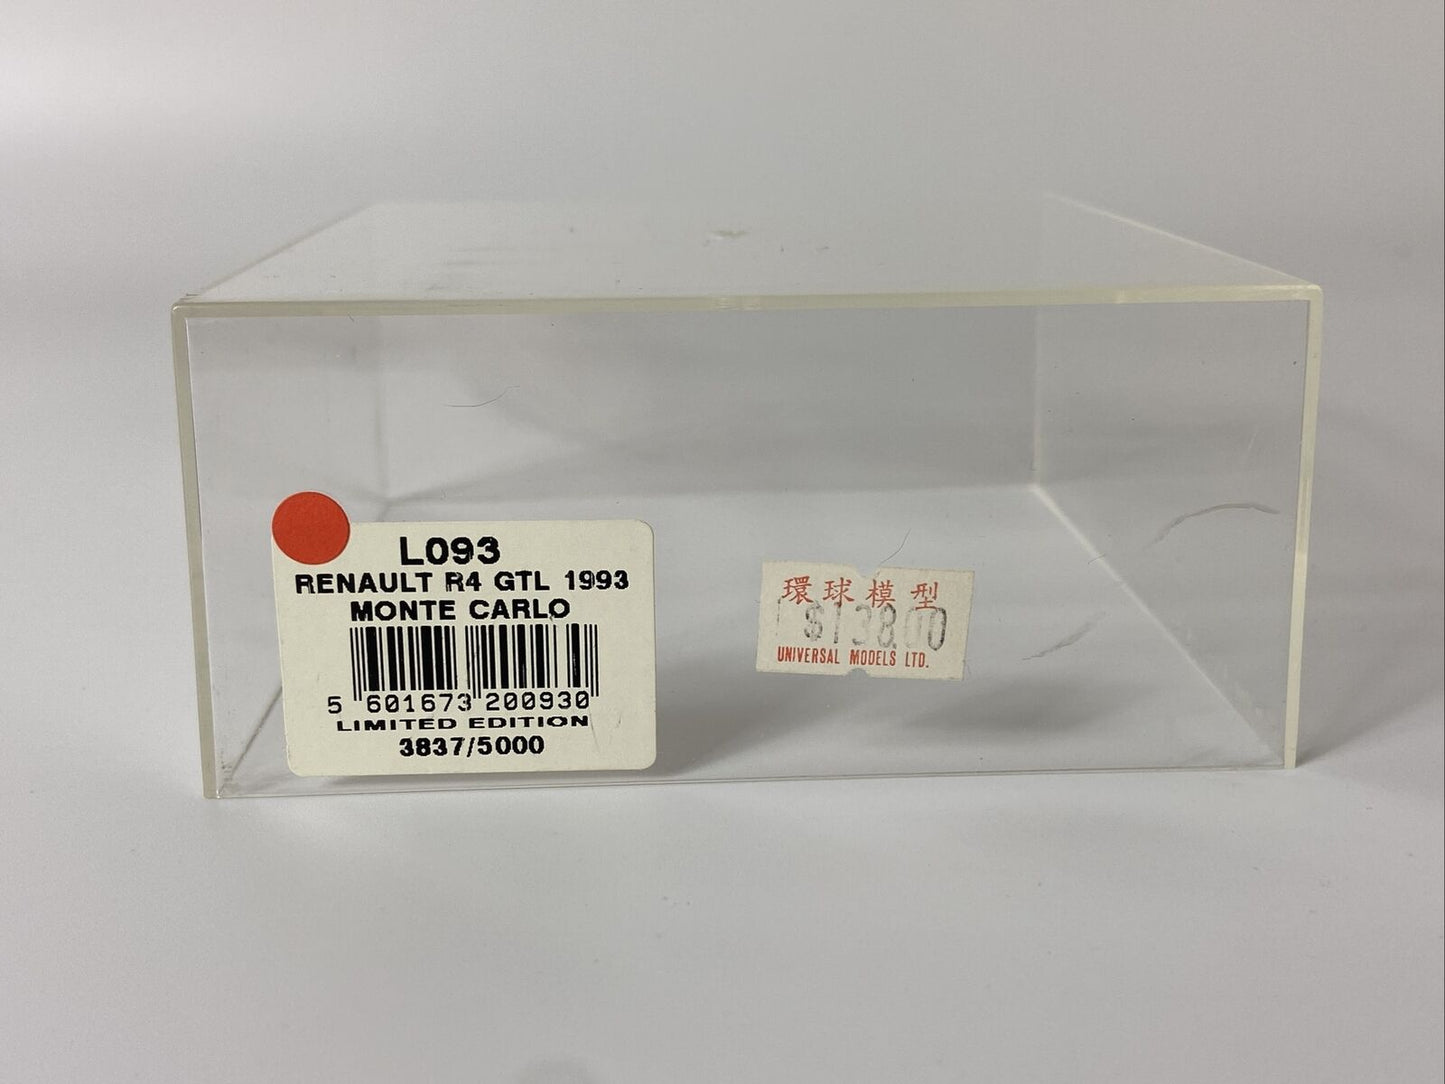 L093
RENAULT R4 GTL 1993
MONTE CARLO
5 601673 200930
LIMITED EDITION
3837/5000
環球模型
$138.00
UNIVERSAL MODELS LTD.